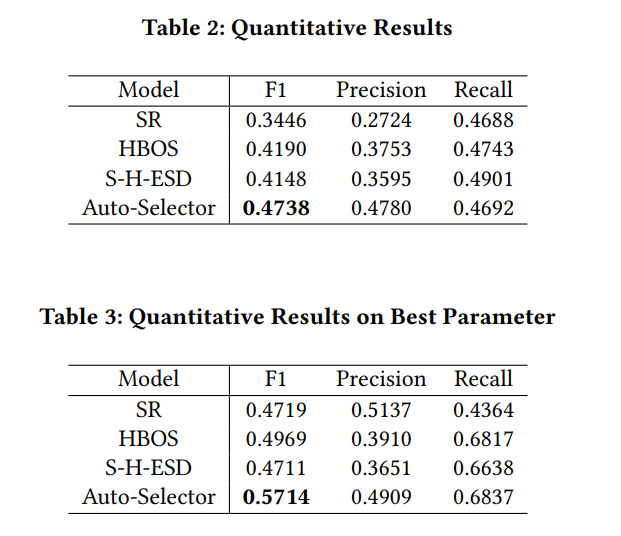 Table 2: Quantitative Results
Model F1 Precision Recall
SR 0.3446 0.2724 0.4688
HBOS 0.4190 0.3753 0.4743
S-H-ESD 0.4148 0.3595 0.4901
Auto-Selector 0.4738 0.4780 0.4692
Table 3: Quantitative Results on Best Parameter
Model F1 Precision Recall
SR 0.4719 0.5137 0.4364
HBOS 0.4969 0.3910 0.6817
S-H-ESD 0.4711 0.3651 0.6638
Auto-Selector 0.5714 0.4909 0.6837